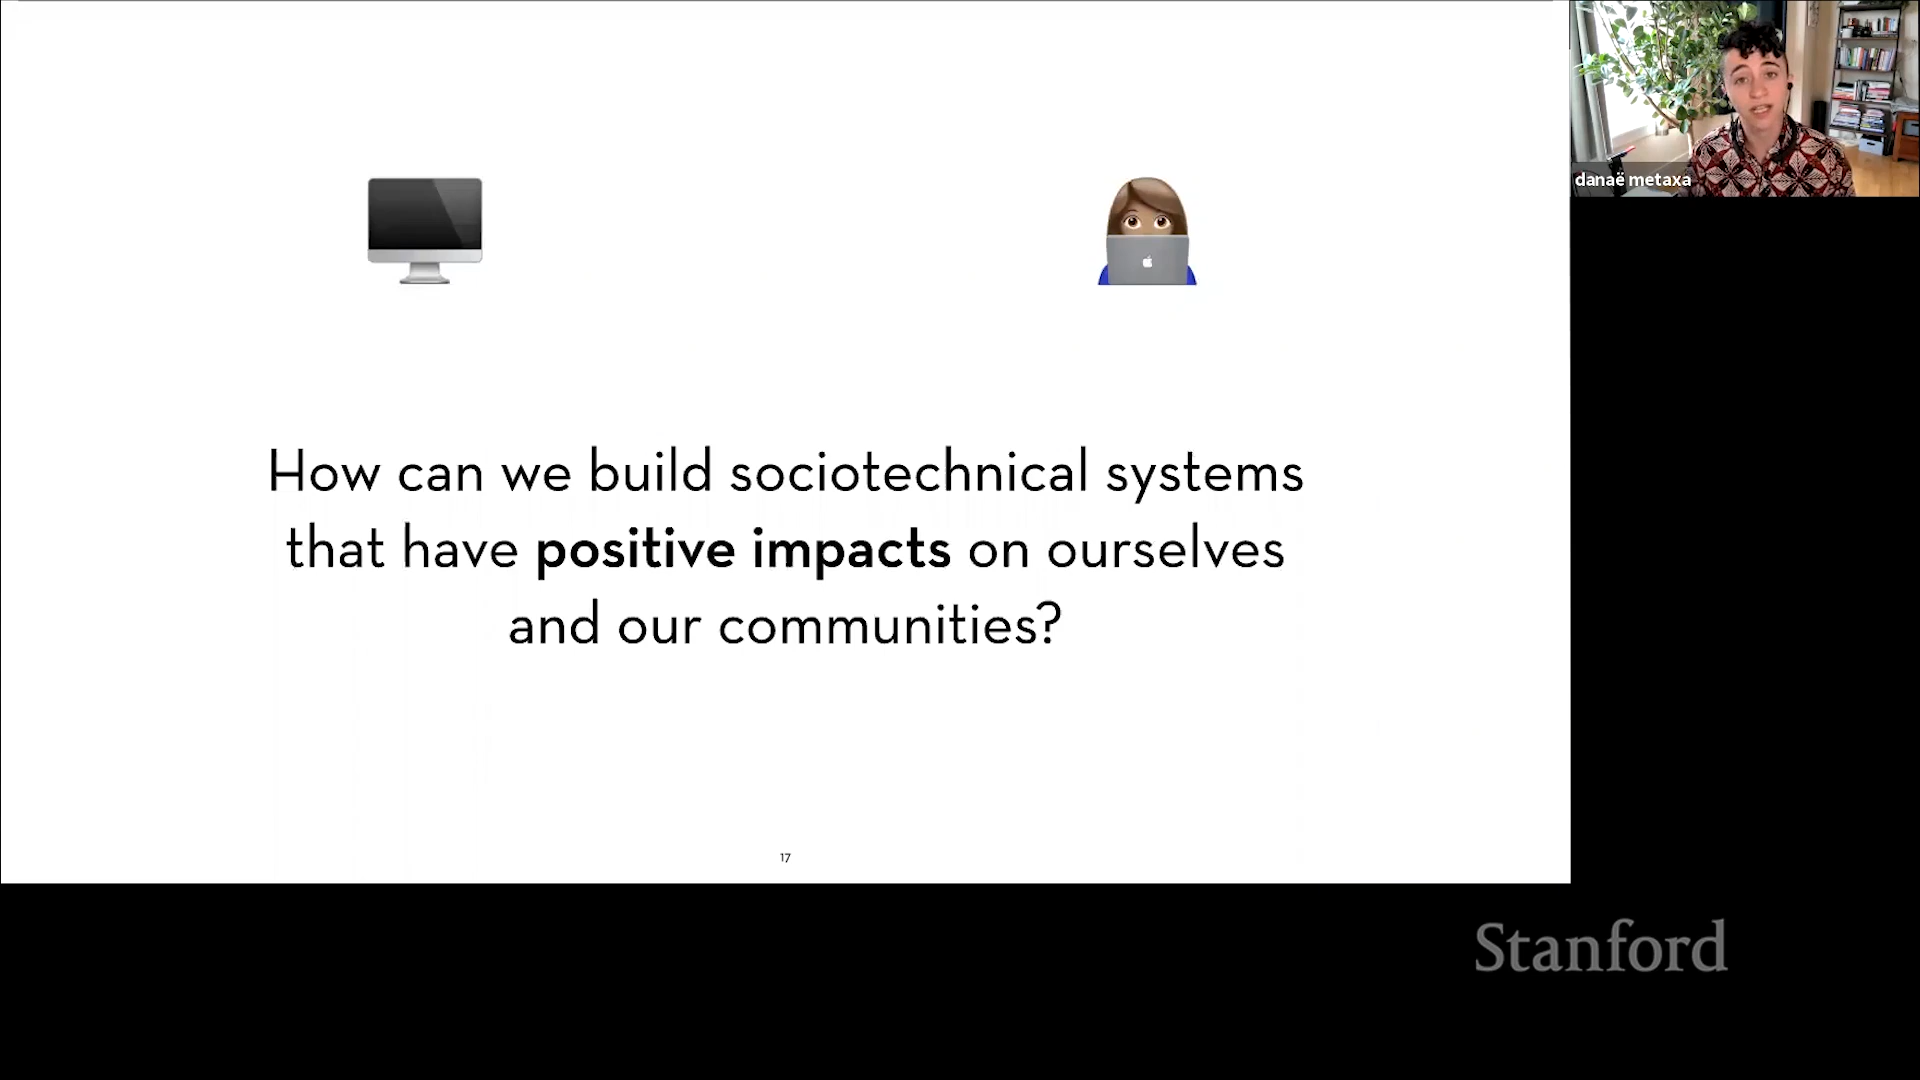 danaë metaxa
How can we build sociotechnical systems
that have positive impacts on ourselves
and our communities?
17
Stanford